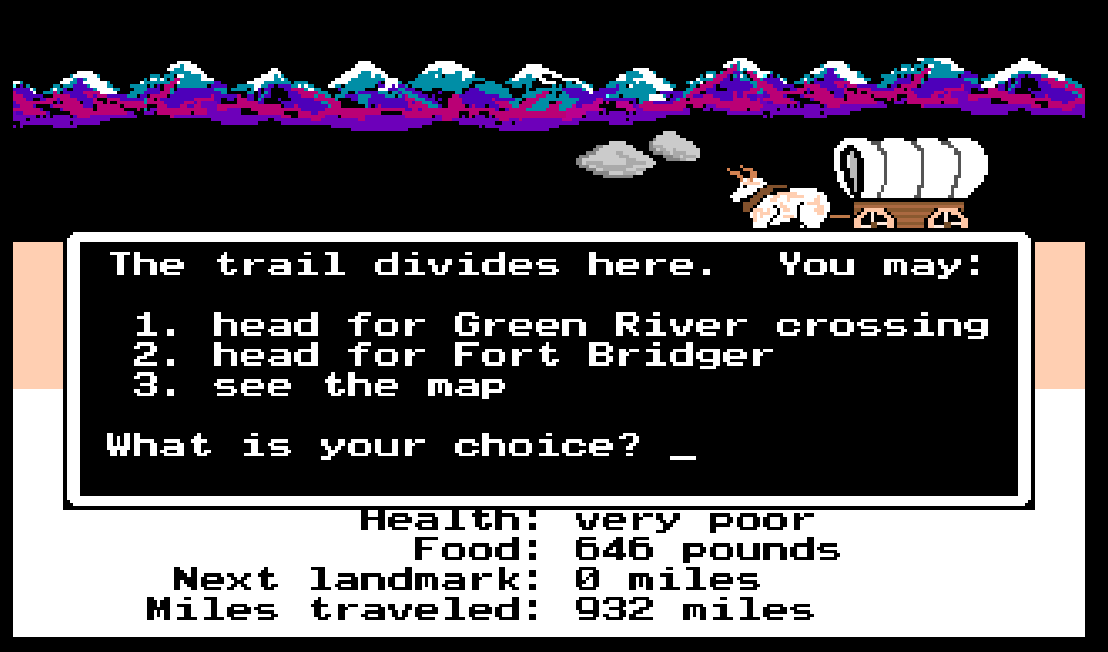 The trail divides here. You may:
1. head for Green River crossing
2. head for Fort Bridger
3. see the map
What is your choice? _
Health: very poor
Food: 646 pounds
Next landmark: 0 miles
Miles traveled: 932 miles